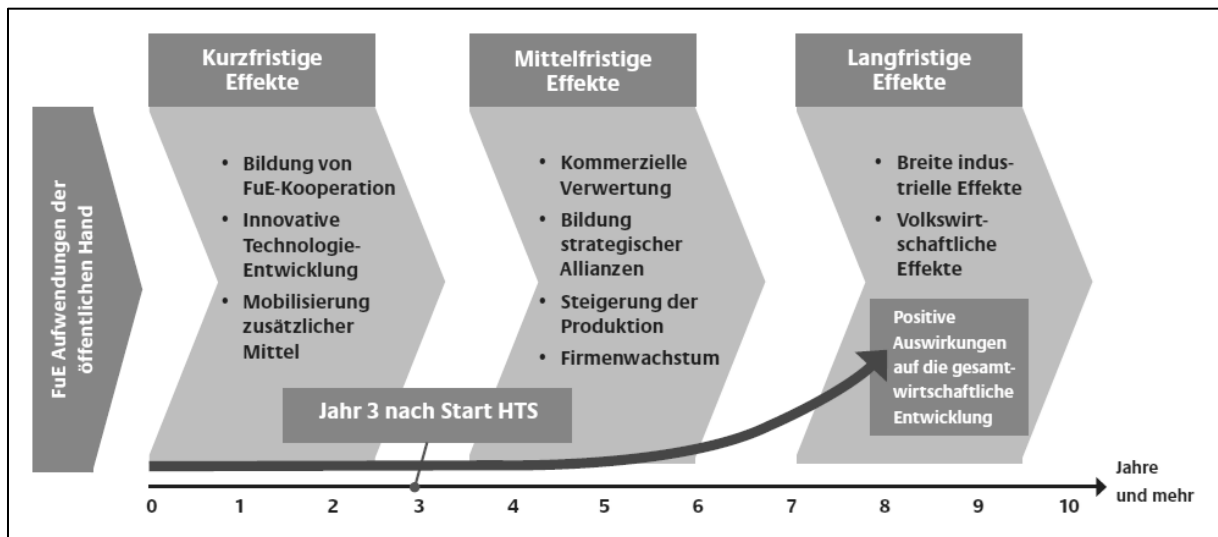 FuE Aufwendungen der
öffentlichen Hand
Kurzfristige
Effekte
• Bildung von
FuE-Kooperation
• Innovative
Technologie-
Entwicklung
• Mobilisierung
zusätzlicher
Mittel
Mittelfristige
Effekte
• Kommerzielle
Verwertung
• Bildung
strategischer
Allianzen
• Steigerung der
Produktion
• Firmenwachstum
Langfristige
Effekte
• Breite indus-
trielle Effekte
• Volkswirt-
schaftliche
Effekte
Positive
Auswirkungen
auf die gesamt-
wirtschaftliche
Entwicklung
Jahr 3 nach Start HTS
0 1 2 3 4 5 6 7 8 9 10
Jahre
und mehr